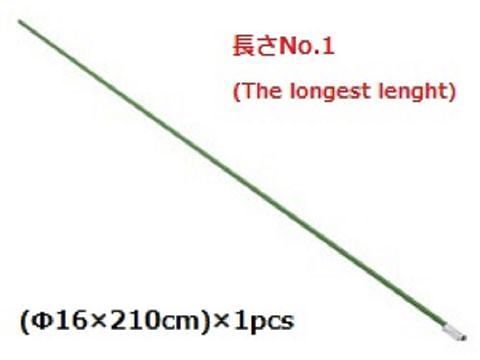 長さNo.1
(The longest lenght)
(Φ16×210cm)×1pcs